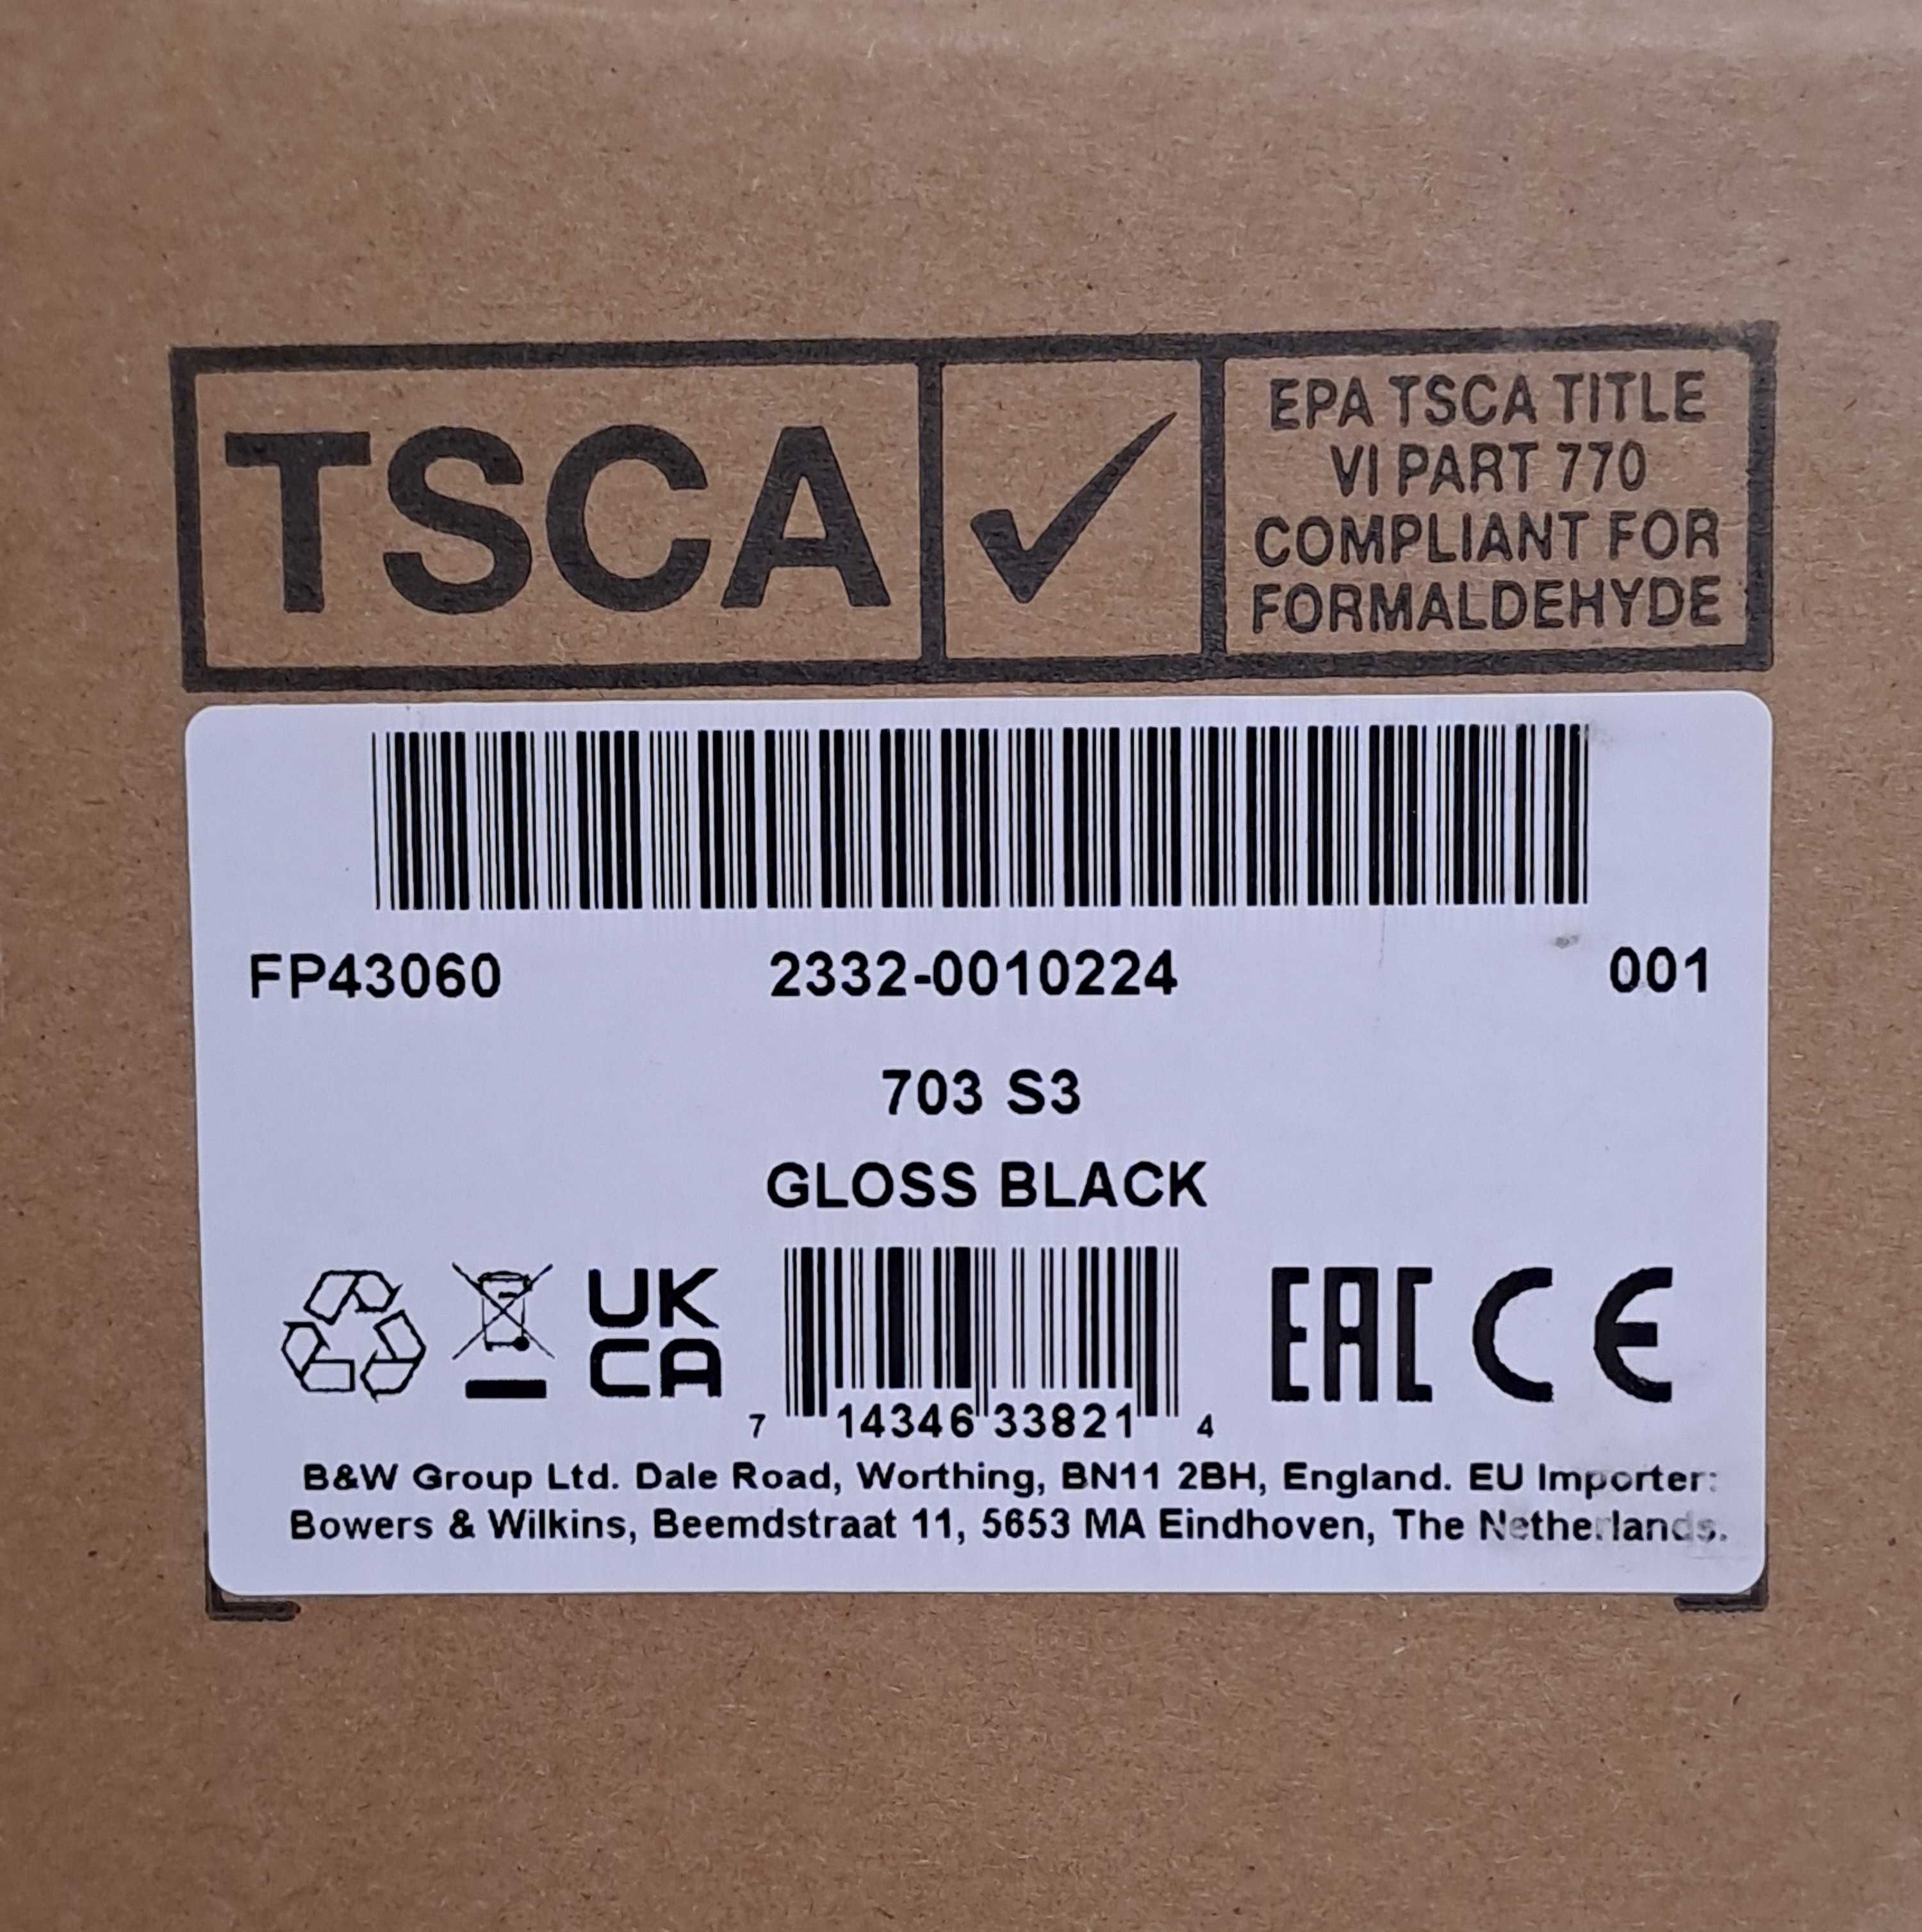 TSCA
EPA TSCA TITLE
VI PART 770
COMPLIANT FOR
FORMALDEHYDE
FP43060 2332-0010224 001
703 S3
GLOSS BLACK
UK
CA
EAC CE
7 14346 33821 4
B&W Group Ltd. Dale Road, Worthing, BN11 2BH, England. EU Importer:
Bowers & Wilkins, Beemdstraat 11, 5653 MA Eindhoven, The Netherlands.